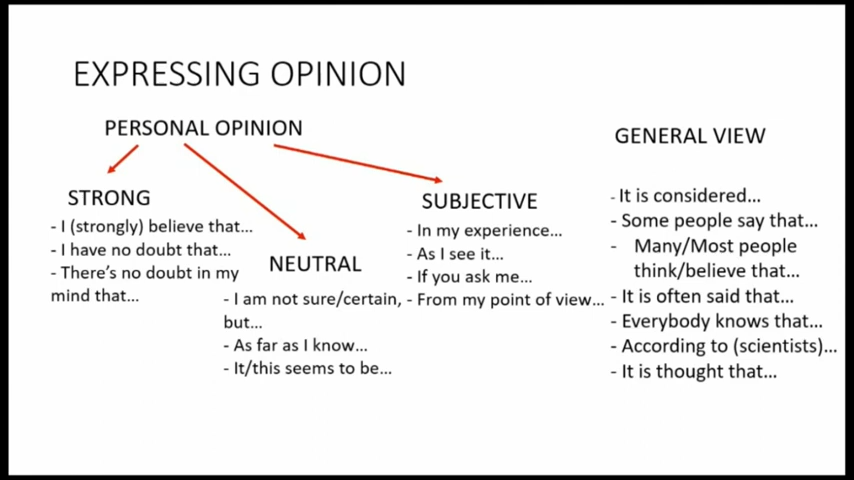 EXPRESSING OPINION
PERSONAL OPINION
STRONG
- I (strongly) believe that...
- I have no doubt that...
- There's no doubt in my
mind that...
NEUTRAL
- I am not sure/certain,
but...
- As far as I know...
- It/this seems to be...
SUBJECTIVE
- In my experience...
- As I see it...
- If you ask me...
- From my point of view...
GENERAL VIEW
- It is considered...
- Some people say that...
- Many/Most people
think/believe that...
- It is often said that...
- Everybody knows that...
- According to (scientists)...
- It is thought that...